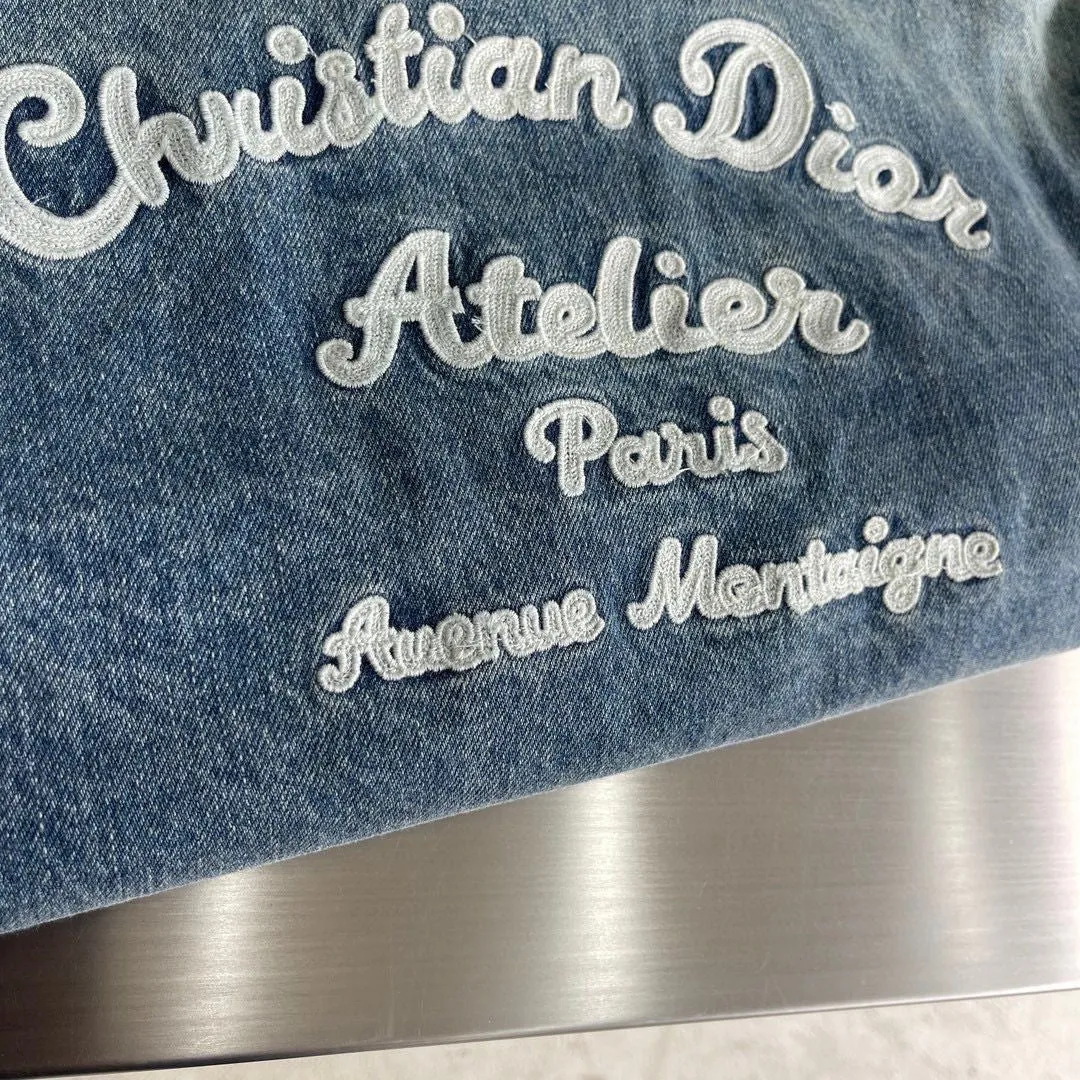 Christian Dior
Atelier
Paris
Avenue Montaigne